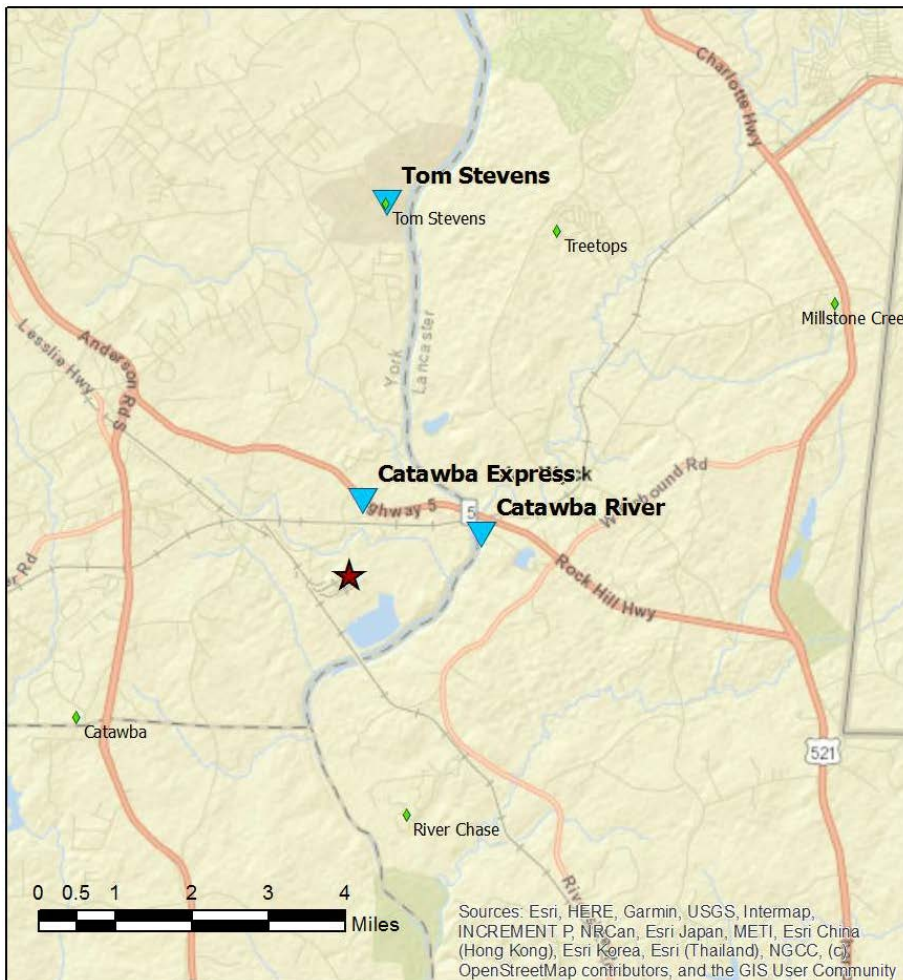 Charlotte Hwy
Tom Stevens
Tom Stevens
Treetops
Millstone Cree
York
Lancaster
Lesslie Hwy
Anderson Rd S
Catawba Express
ghway 5
5
Catawba River
Rd
Rock Hill Hwy
er Rd
Catawba
521
River Chase
0 0.5 1 2 3 4
Miles
Sources: Esri, HERE, Garmin, USGS, Intermap,
INCREMENT P, NRCan, Esri Japan, METI, Esri China
(Hong Kong), Esri Korea, Esri (Thailand), NGCC, (c)
OpenStreetMap contributors, and the GIS User Community